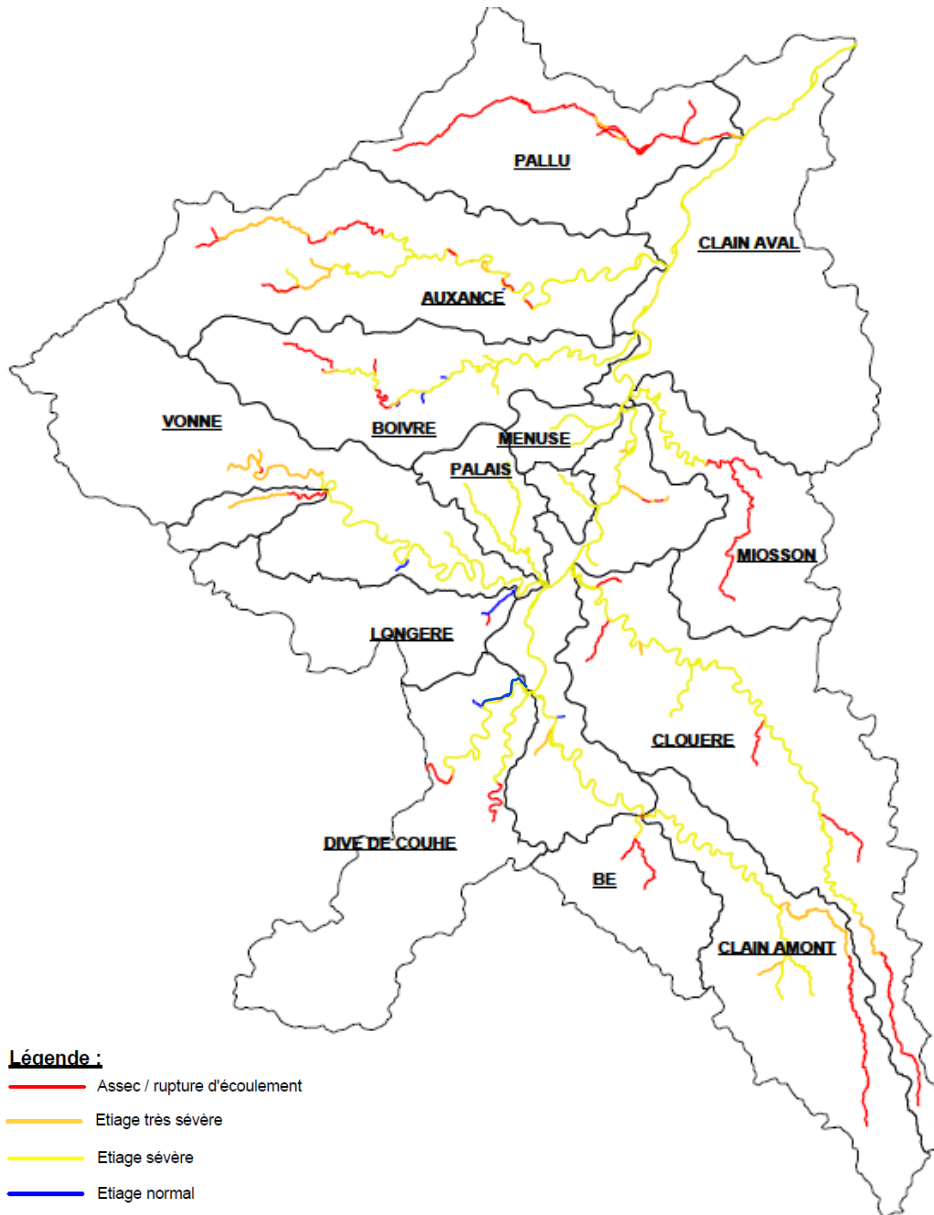 PALLU
CLAIN AVAL
AUXANCE
VONNE
BOIVRE
MENUSE
PALAIS
MIOSSON
LONGERE
CLOUERE
DIVE DE COUHE
BE
CLAIN AMONT
Légende :
Assec / rupture d'écoulement
Etiage très sévère
Etiage sévère
Etiage normal